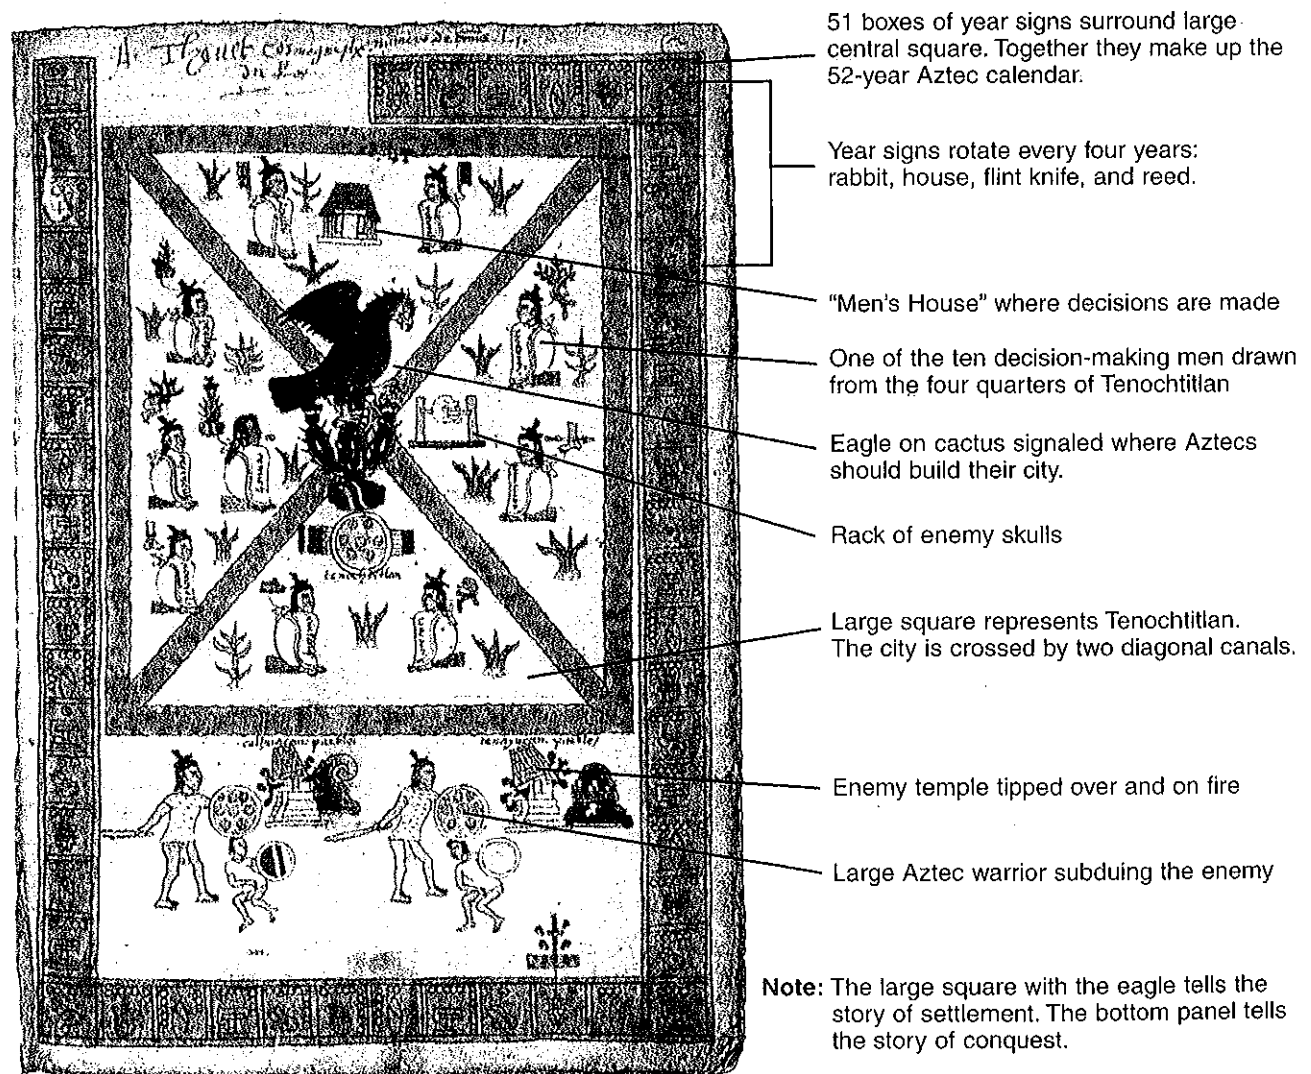 51 boxes of year signs surround large
central square. Together they make up the
52-year Aztec calendar.
Year signs rotate every four years:
rabbit, house, flint knife, and reed.
"Men's House" where decisions are made
One of the ten decision-making men drawn
from the four quarters of Tenochtitlan
Eagle on cactus signaled where Aztecs
should build their city.
Rack of enemy skulls
Large square represents Tenochtitlan.
The city is crossed by two diagonal canals.
Enemy temple tipped over and on fire
Large Aztec warrior subduing the enemy
Note: The large square with the eagle tells the
story of settlement. The bottom panel tells
the story of conquest.
tenochtitlan